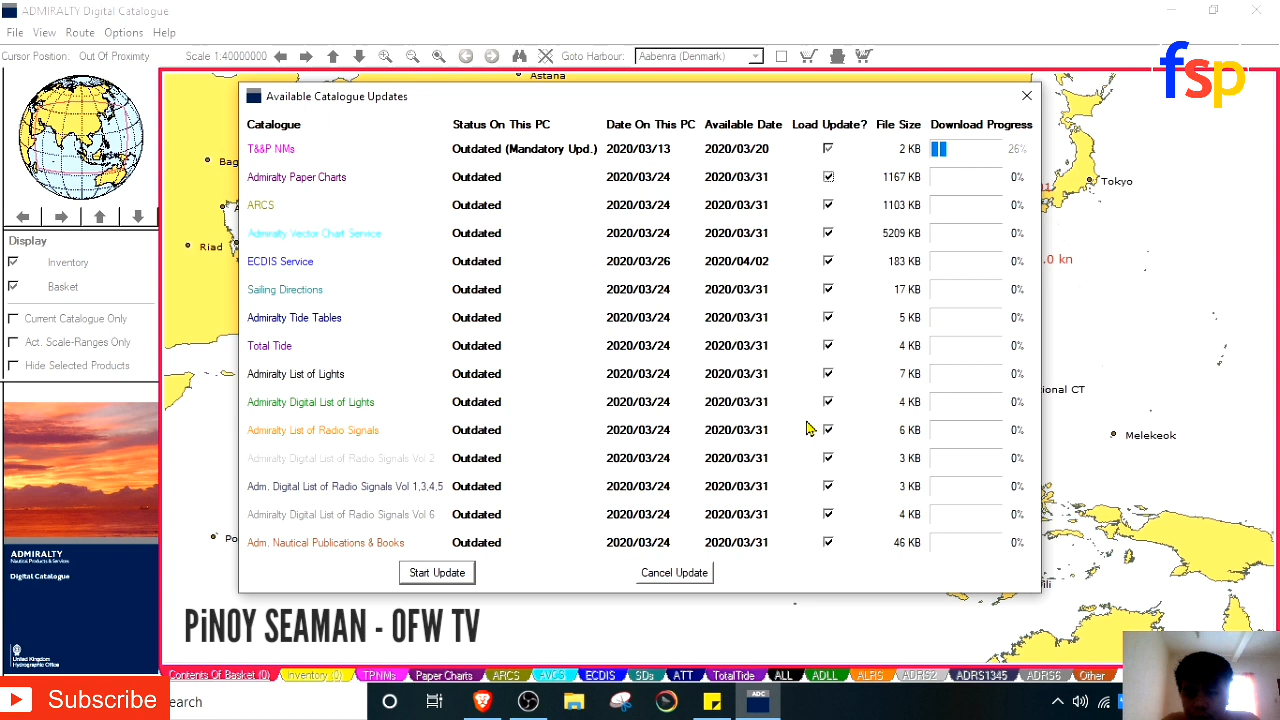 ADMIRALTY Digital Catalogue
File View Route Options Help
Cursor Position: Out Of Proximity Scale 1:40000000 Goto Harbour: Aabenra (Denmark)
fsp
Astana
Available Catalogue Updates
Catalogue Status On This PC Date On This PC Available Date Load Update? File Size Download Progress
T&&P NMs Outdated (Mandatory Upd.) 2020/03/13 2020/03/20 2 KB 26%
Admiralty Paper Charts Outdated 2020/03/24 2020/03/31 1167 KB 0%
ARCS Outdated 2020/03/24 2020/03/31 1103 KB 0%
Admiralty Vector Chart Service Outdated 2020/03/24 2020/03/31 5209 KB 0%
ECDIS Service Outdated 2020/03/26 2020/04/02 183 KB 0%
Sailing Directions Outdated 2020/03/24 2020/03/31 17 KB 0%
Admiralty Tide Tables Outdated 2020/03/24 2020/03/31 5 KB 0%
Total Tide Outdated 2020/03/24 2020/03/31 4 KB 0%
Admiralty List of Lights Outdated 2020/03/24 2020/03/31 7 KB 0%
Admiralty Digital List of Lights Outdated 2020/03/24 2020/03/31 4 KB 0%
Admiralty List of Radio Signals Outdated 2020/03/24 2020/03/31 6 KB 0%
Admiralty Digital List of Radio Signals Vol 2 Outdated 2020/03/24 2020/03/31 3 KB 0%
Adm. Digital List of Radio Signals Vol 1,3,4,5 Outdated 2020/03/24 2020/03/31 3 KB 0%
Admiralty Digital List of Radio Signals Vol 6 Outdated 2020/03/24 2020/03/31 4 KB 0%
Adm. Nautical Publications & Books Outdated 2020/03/24 2020/03/31 46 KB 0%
Start Update Cancel Update
Bag
Riad
Po
Tokyo
.0 kn
ional CT
Melekeok
ili
Display
Inventory
Basket
Current Catalogue Only
Act. Scale-Ranges Only
Hide Selected Products
ADMIRALTY
Nautical Products & Services
Digital Catalogue
United Kingdom
Hydrographic Office
PiNOY SEAMAN - OFW TV
Contents Of Basket (0) Inventory (0) TPNMs Paper Charts ARCS AVCS ECDIS SDs ATT TotalTide ALL ADLL ALRS ADRS2 ADRS1345 ADRS6 Other
Subscribe
earch
ADC